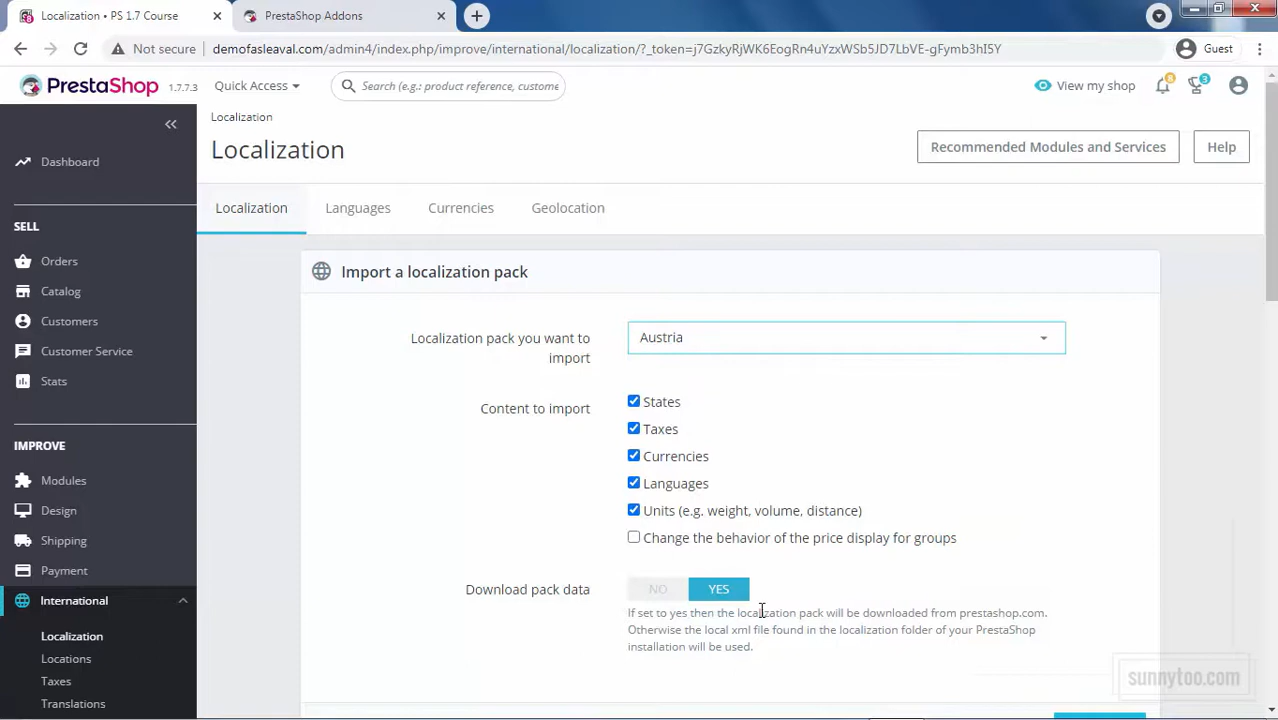 Localization • PS 1.7 Course
PrestaShop Addons
Not secure demofasleaval.com/admin4/index.php/improve/international/localization/?_token=j7GzkyRjWK6EogRn4uYzxWSb5JD7LbVE-gFymb3hI5Y Guest
PrestaShop 1.7.7.3 Quick Access Search (e.g.: product reference, custome View my shop 8 3
Localization
Localization
Recommended Modules and Services Help
Localization Languages Currencies Geolocation
Dashboard
SELL
Orders
Catalog
Customers
Customer Service
Stats
IMPROVE
Modules
Design
Shipping
Payment
International
Localization
Locations
Taxes
Translations
Import a localization pack
Localization pack you want to
import
Austria
Content to import
States
Taxes
Currencies
Languages
Units (e.g. weight, volume, distance)
Change the behavior of the price display for groups
Download pack data NO YES
If set to yes then the localization pack will be downloaded from prestashop.com.
Otherwise the local xml file found in the localization folder of your PrestaShop
installation will be used.
sunnytoo.com